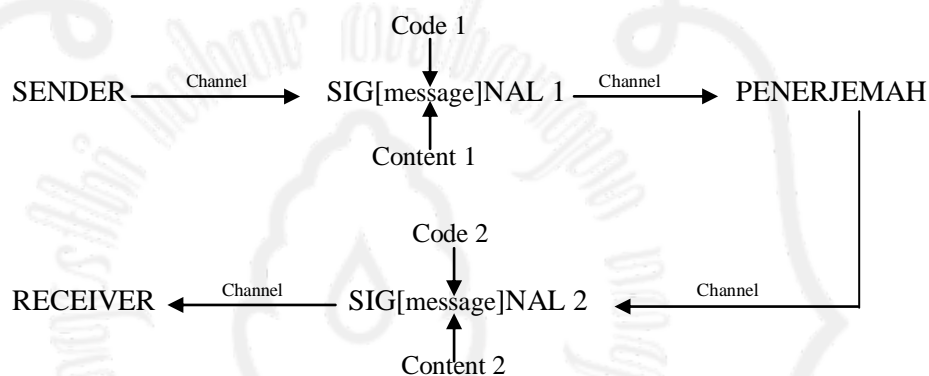 Code 1
SENDER Channel SIG[message]NAL 1 Channel PENERJEMAH
Content 1
Code 2
RECEIVER Channel SIG[message]NAL 2 Channel
Content 2